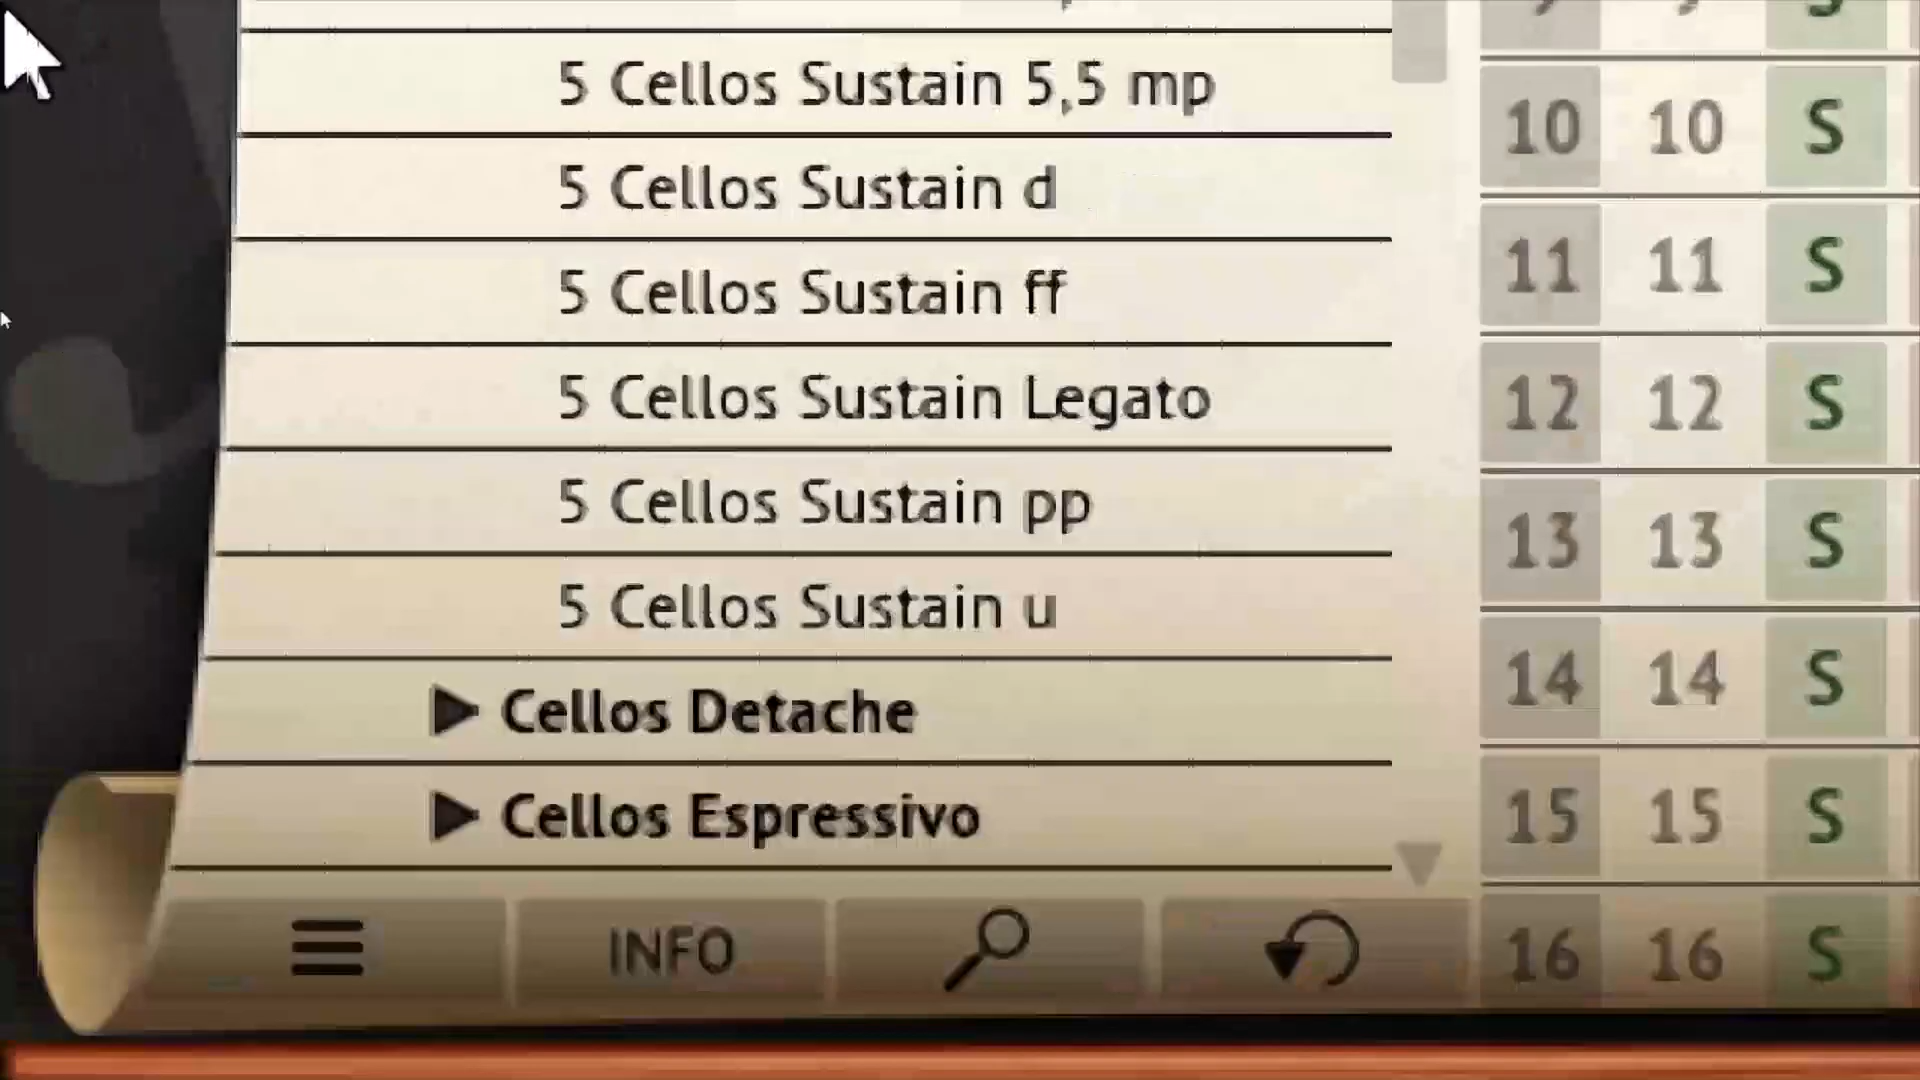 5 Cellos Sustain 5,5 mp
5 Cellos Sustain d
5 Cellos Sustain ff
5 Cellos Sustain Legato
5 Cellos Sustain pp
5 Cellos Sustain u
▶ Cellos Detache
▶ Cellos Espressivo
INFO
10 10 S
11 11 S
12 12 S
13 13 S
14 14 S
15 15 S
16 16 S